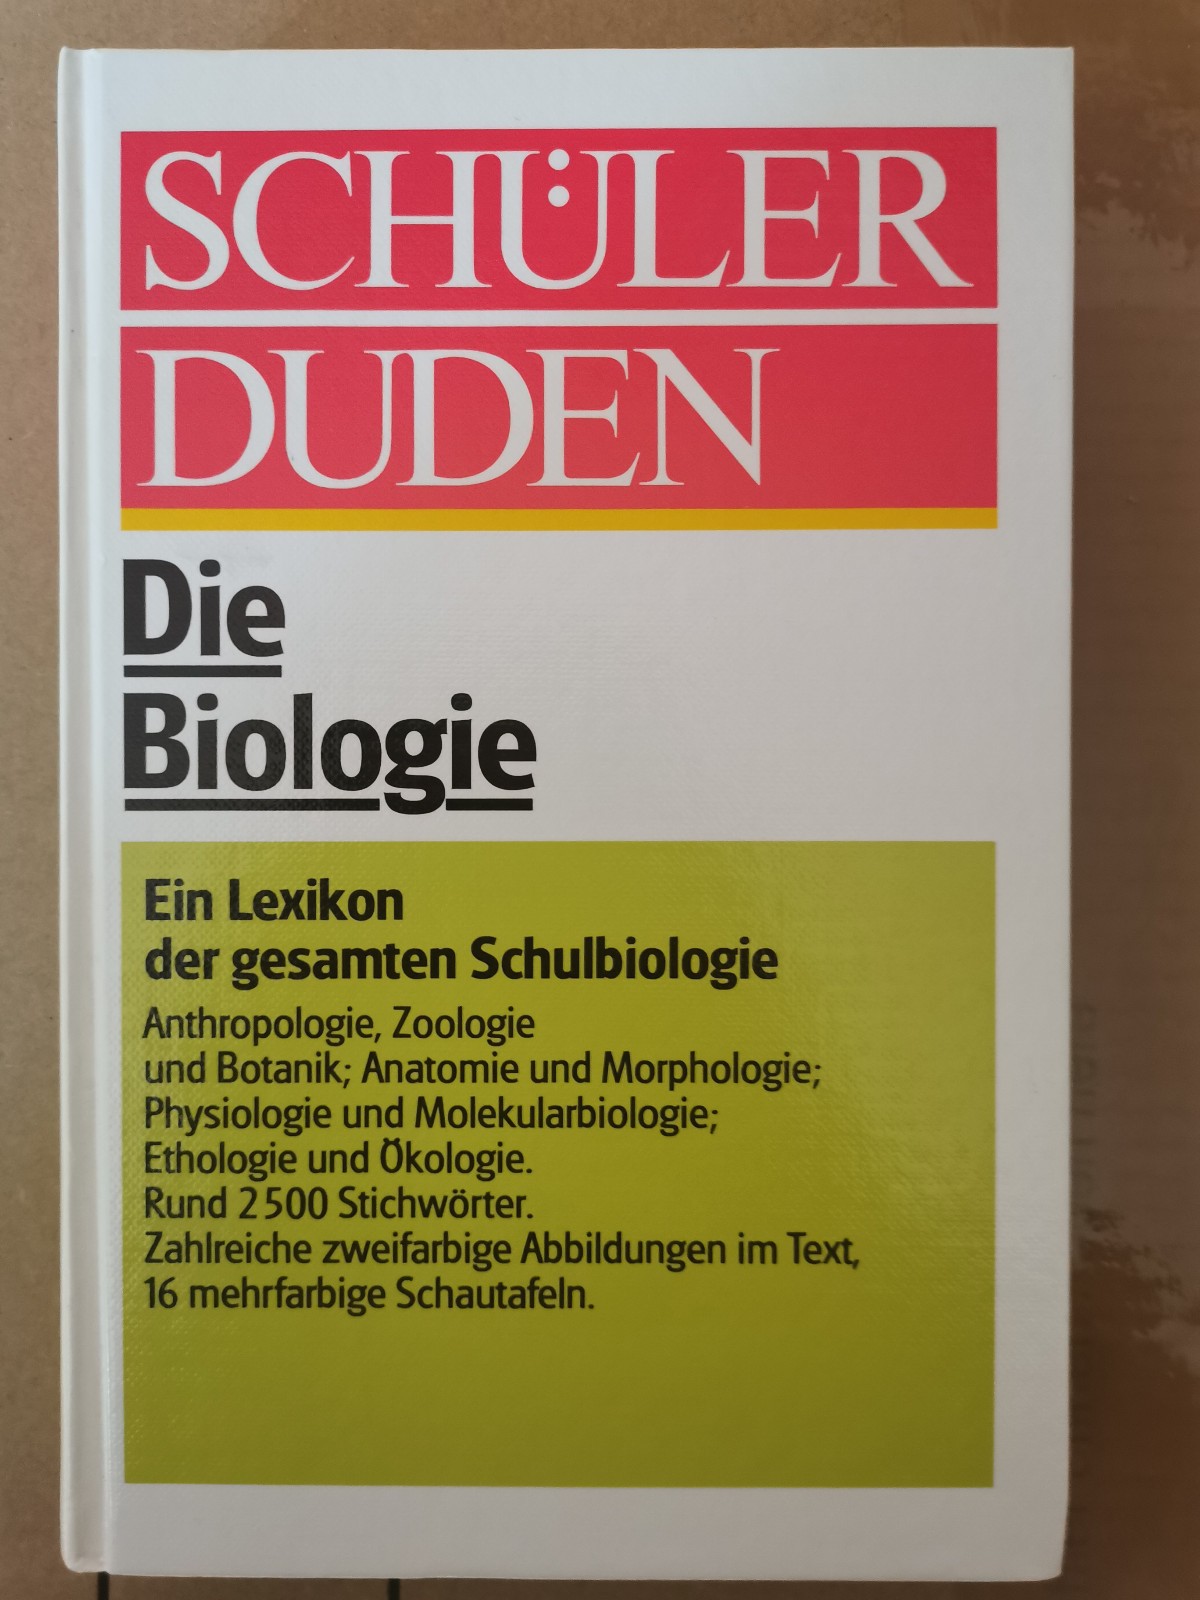 SCHÜLER
DUDEN
Die
Biologie
Ein Lexikon
der gesamten Schulbiologie
Anthropologie, Zoologie
und Botanik; Anatomie und Morphologie;
Physiologie und Molekularbiologie;
Ethologie und Ökologie.
Rund 2500 Stichwörter.
Zahlreiche zweifarbige Abbildungen im Text,
16 mehrfarbige Schautafeln.